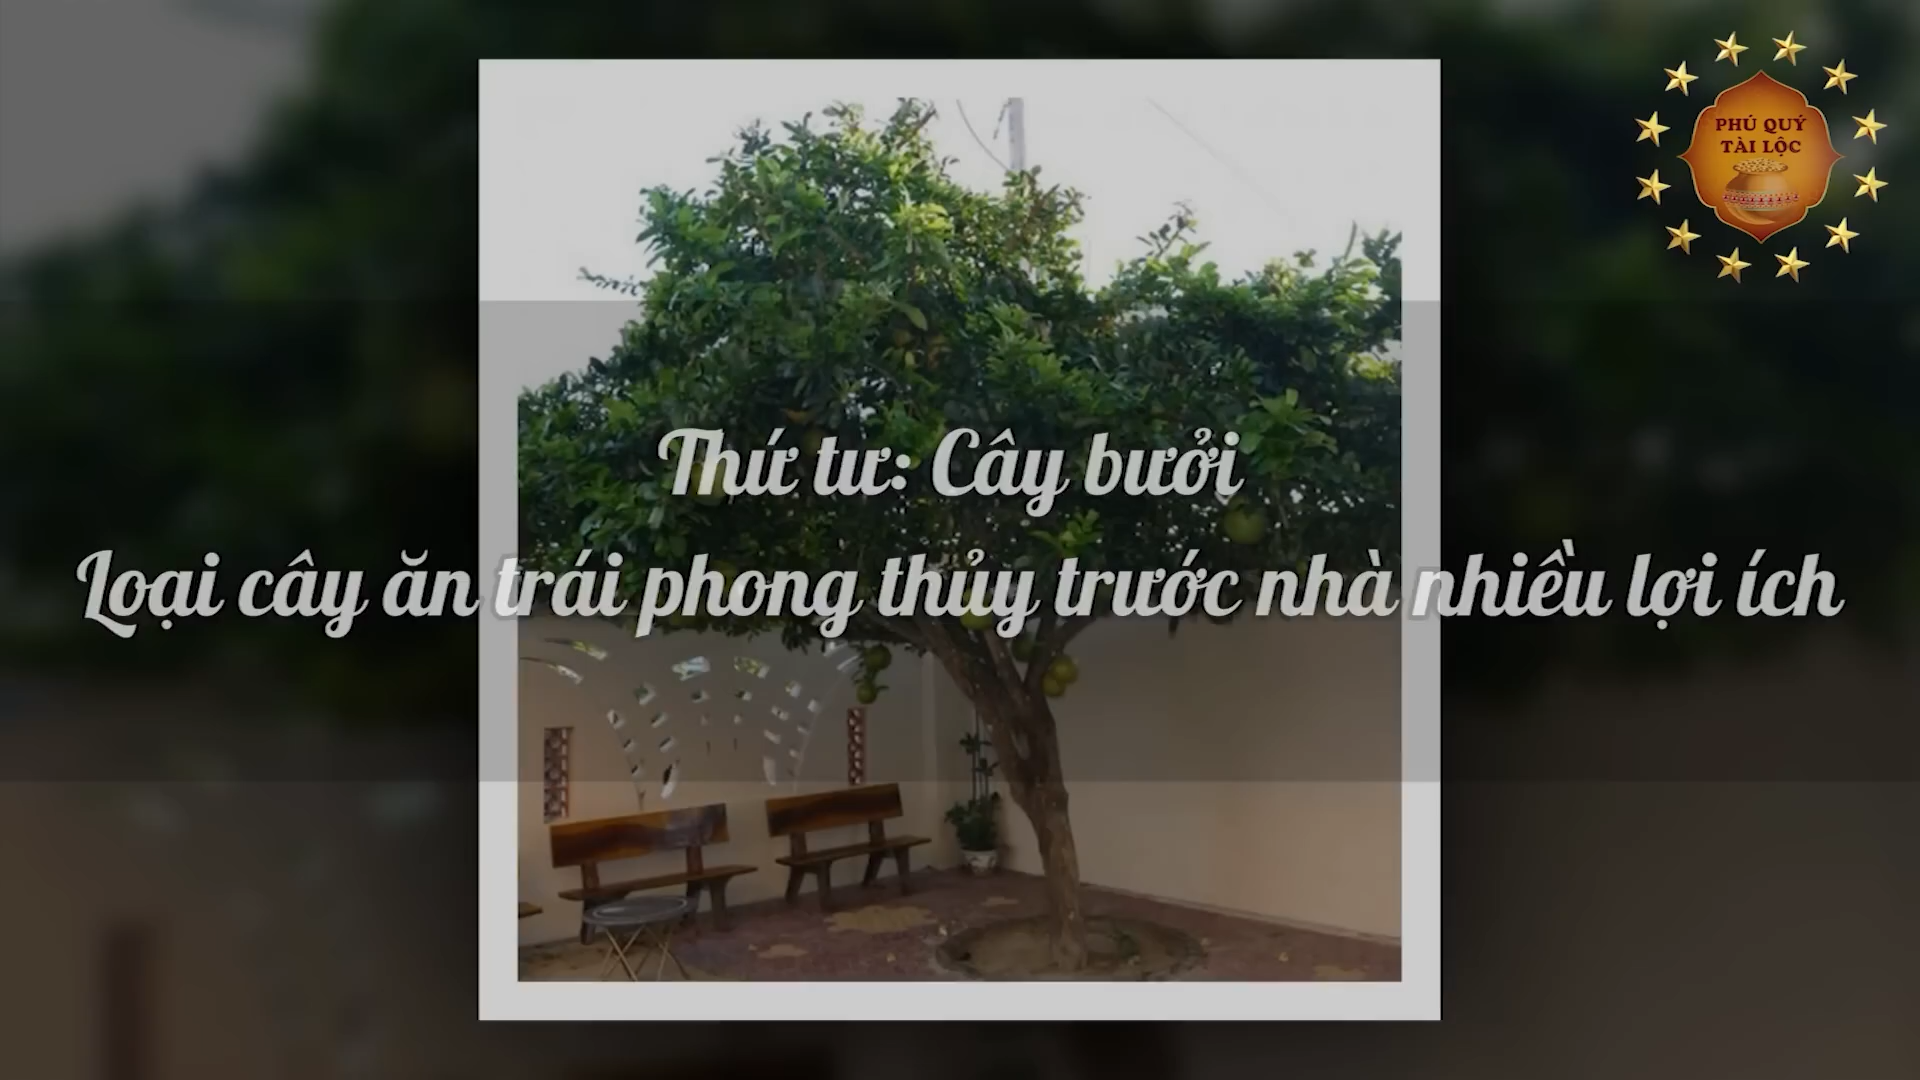 PHÚ QUÝ
TÀI LỘC
Thứ tư: Cây bưởi
Loại cây ăn trái phong thủy trước nhà nhiều lợi ích